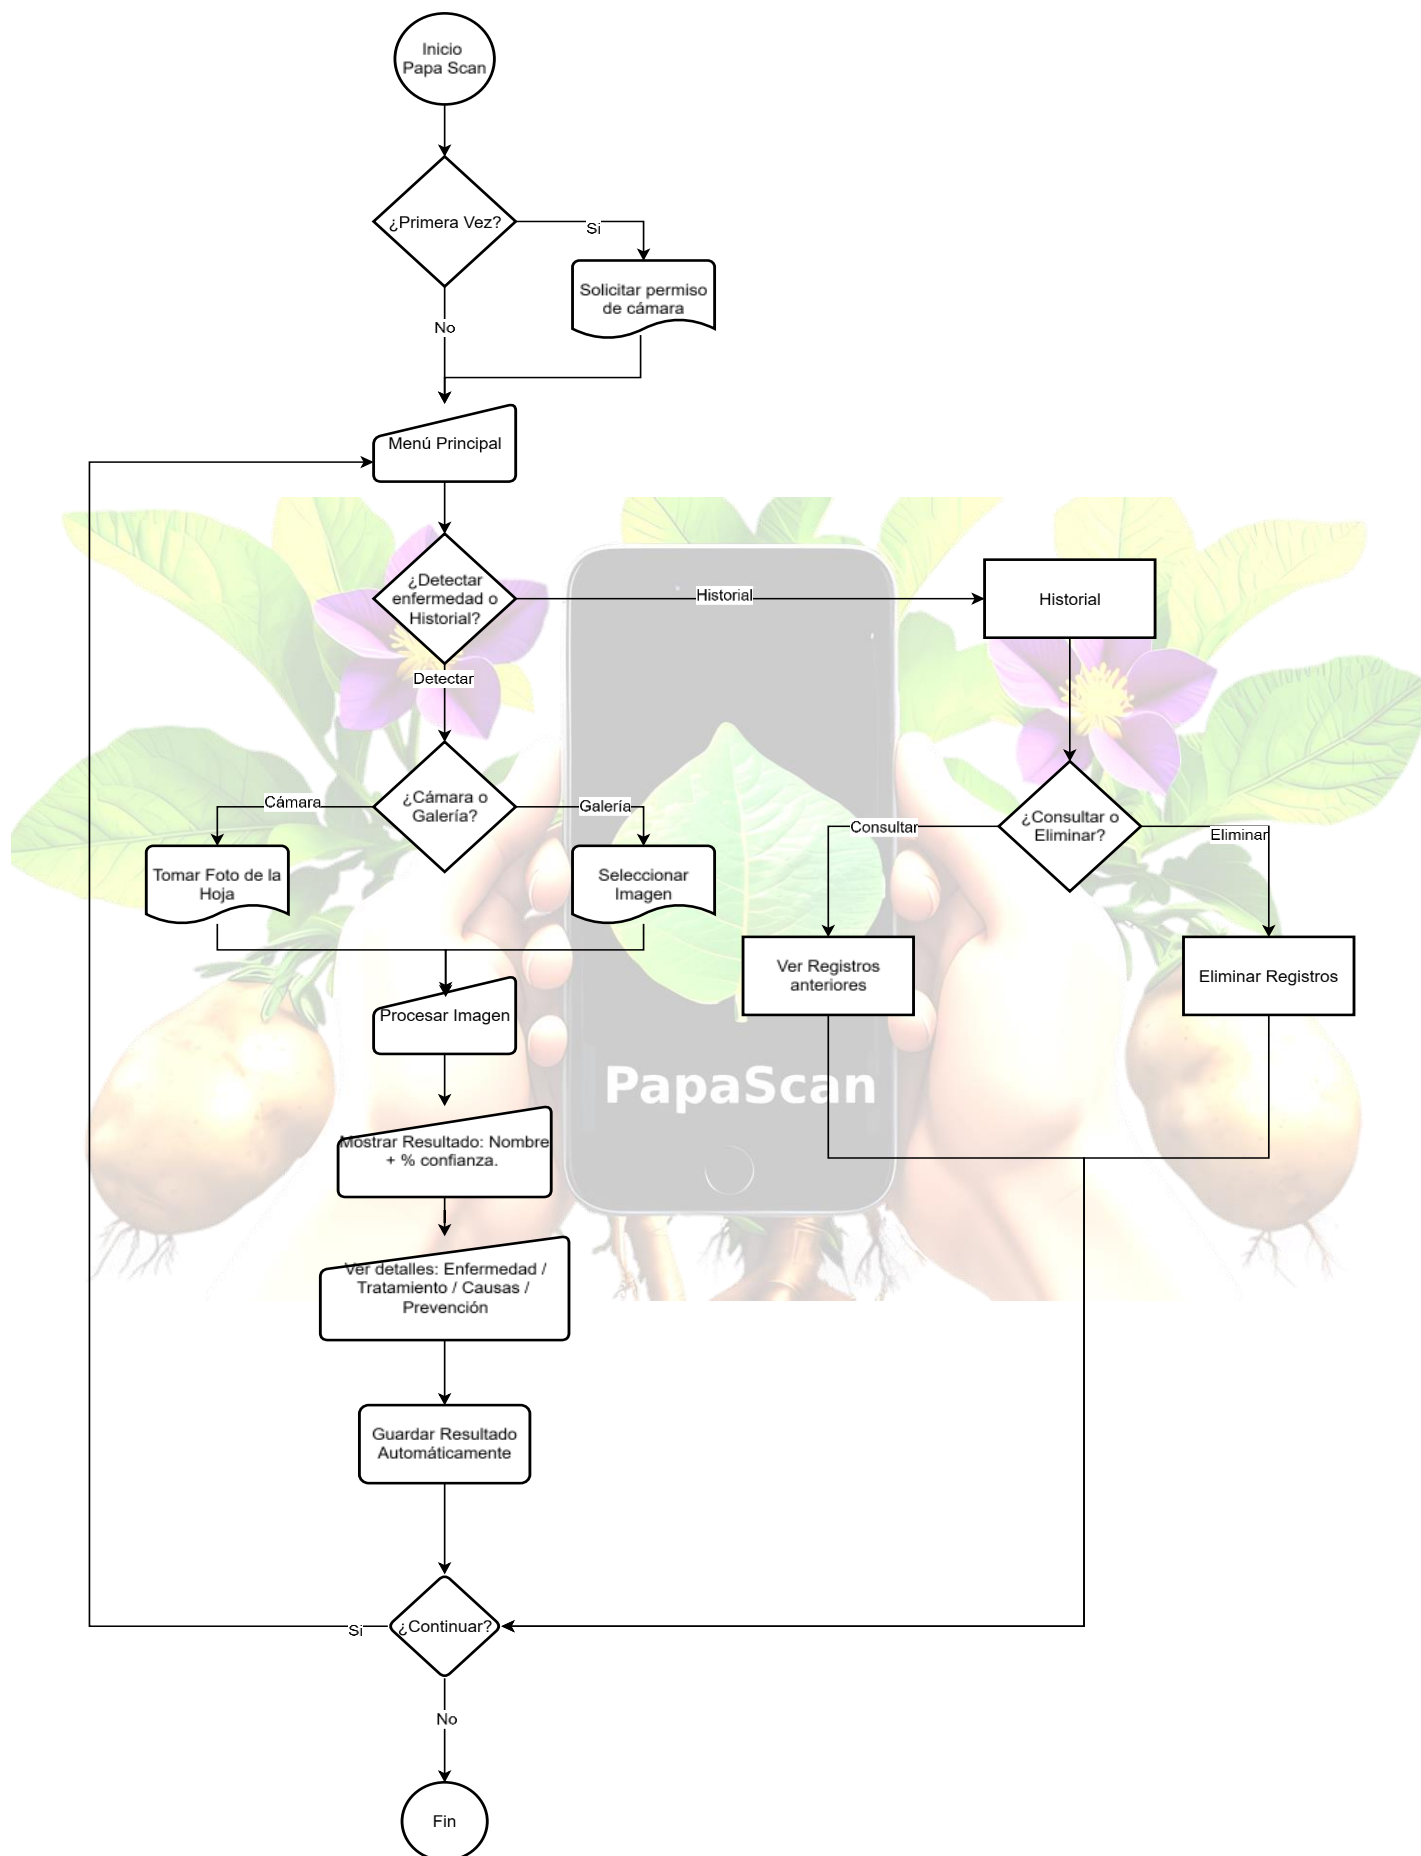 Inicio
Papa Scan
¿Primera Vez?
Si
Solicitar permiso
de cámara
No
Menú Principal
¿Detectar
enfermedad o
Historial?
Historial
Historial
Detectar
¿Cámara o
Galería?
Cámara
Galería
¿Consultar o
Eliminar?
Consultar
Eliminar
Tomar Foto de la
Hoja
Seleccionar
Imagen
Ver Registros
anteriores
Eliminar Registros
Procesar Imagen
PapaScan
Mostrar Resultado: Nombre
+ % confianza.
Ver detalles: Enfermedad /
Tratamiento / Causas /
Prevención
Guardar Resultado
Automáticamente
Si
¿Continuar?
No
Fin